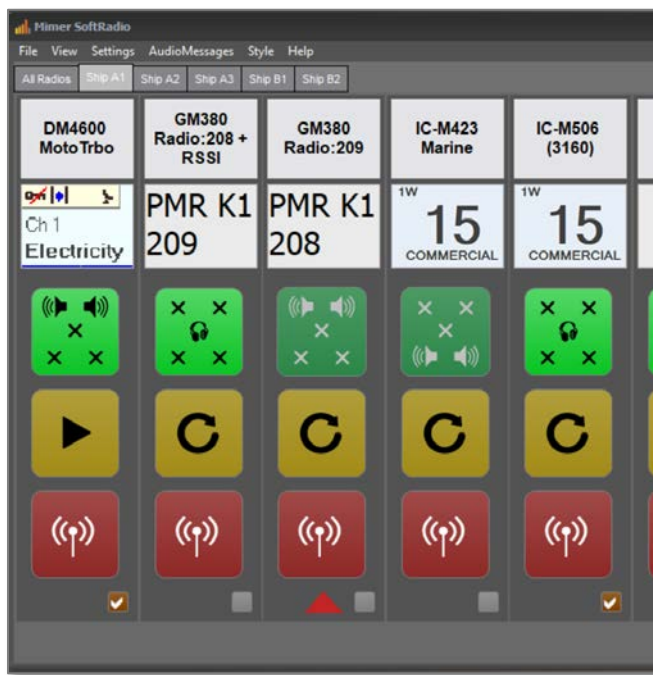 Mimer SoftRadio
File View Settings AudioMessages Style Help
All Radios Ship A1 Ship A2 Ship A3 Ship B1 Ship B2
DM4600
MotoTrbo
GM380
Radio:208 +
RSSI
GM380
Radio:209
IC-M423
Marine
IC-M506
(3160)
Ch 1
Electricity
PMR K1
209
PMR K1
208
1W
15
COMMERCIAL
1W
15
COMMERCIAL